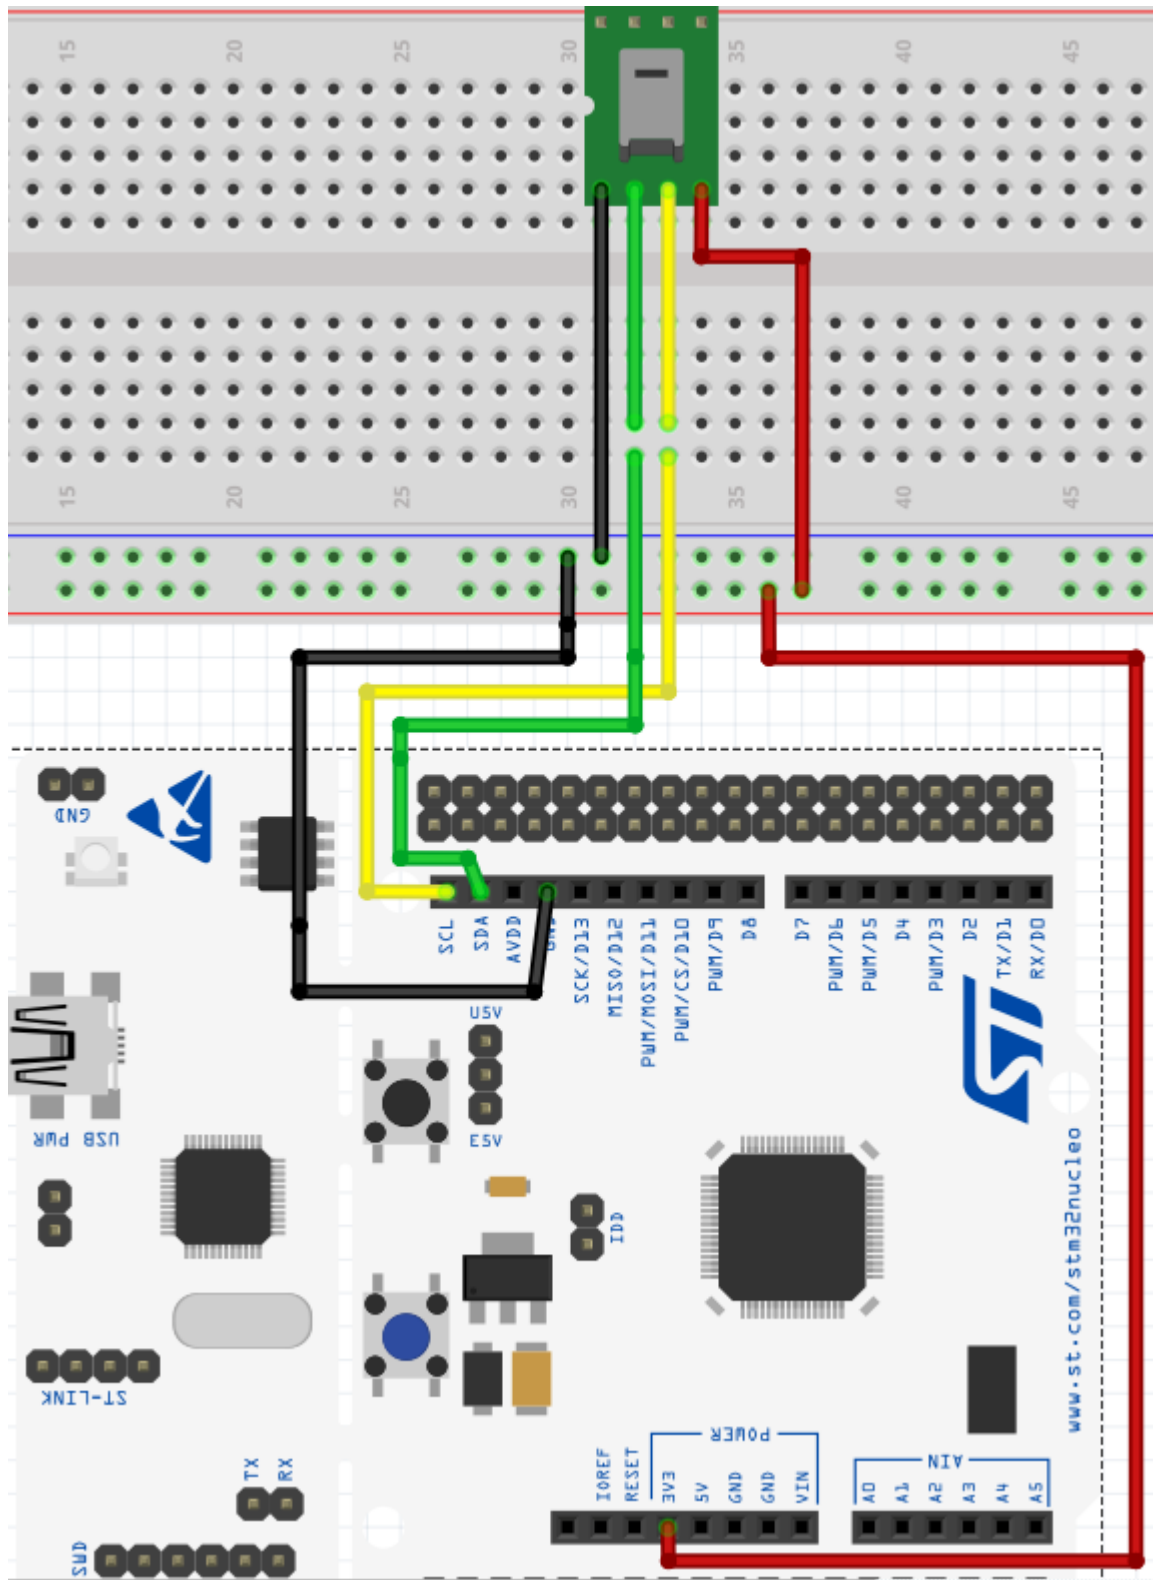 15 20 25 30 35 40 45
15 20 25 30 35 40 45
GND
SCL SDA AVDD GND SCK/D13 MISO/D12 PWM/MOSI/D11 PWM/CS/D10 PWM/D9 D8 D7 PWM/D6 PWM/D5 D4 PWM/D3 D2 TX/D1 RX/D0
U5V
E5V
USB PWR
IDD
www.st.com/stm32nucleo
ST-LINK
POWER
AIN
IOREF RESET 3V3 5V GND GND VIN A0 A1 A2 A3 A4 A5
TX RX
SWD